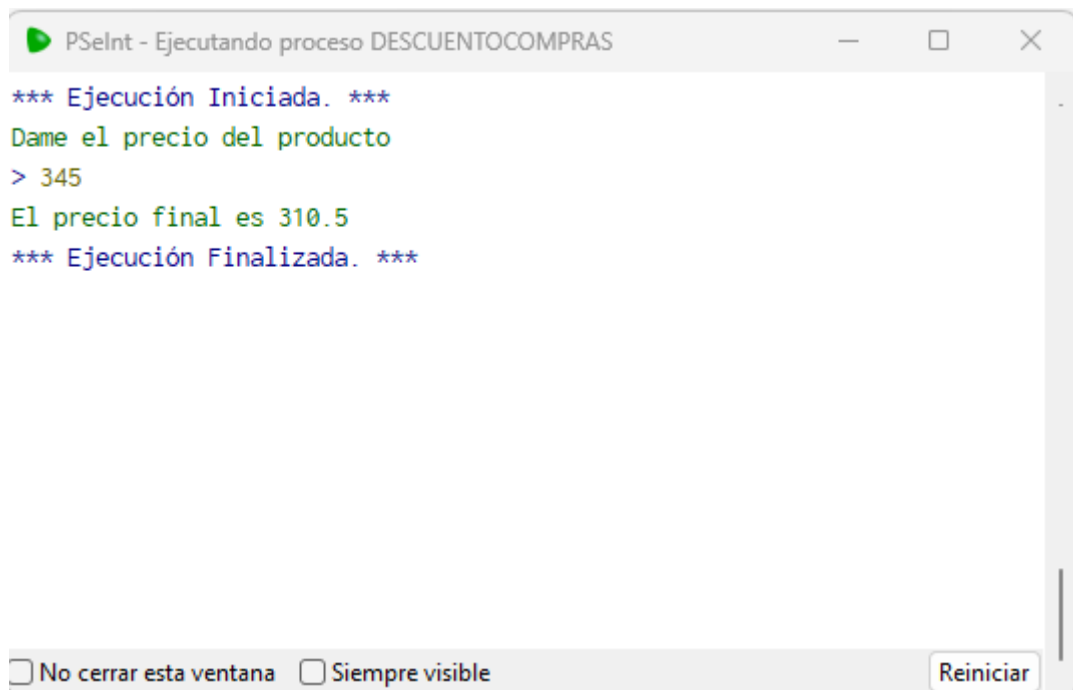 PSeInt - Ejecutando proceso DESCUENTOCOMPRAS
*** Ejecución Iniciada. ***
Dame el precio del producto
> 345
El precio final es 310.5
*** Ejecución Finalizada. ***
No cerrar esta ventana Siempre visible Reiniciar